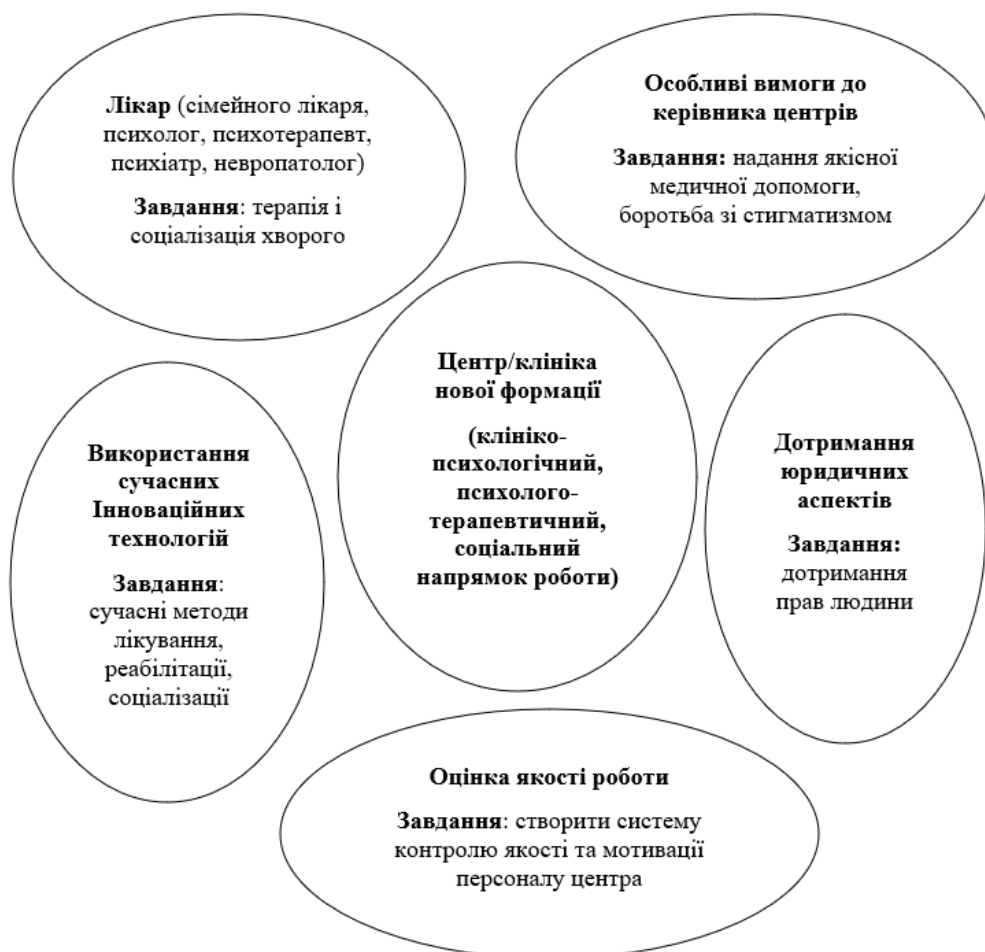 Лікар (сімейного лікаря,
психолог, психотерапевт,
психіатр, невропатолог)
Завдання: терапія і
соціалізація хворого
Особливі вимоги до
керівника центрів
Завдання: надання якісної
медичної допомоги,
боротьба зі стигматизмом
Центр/клініка
нової формації
(клініко-
психологічний,
психолого-
терапевтичний,
соціальний
напрямок роботи)
Використання
сучасних
Інноваційних
технологій
Завдання:
сучасні методи
лікування,
реабілітації,
соціалізації
Дотримання
юридичних
аспектів
Завдання:
дотримання
прав людини
Оцінка якості роботи
Завдання: створити систему
контролю якості та мотивації
персоналу центра